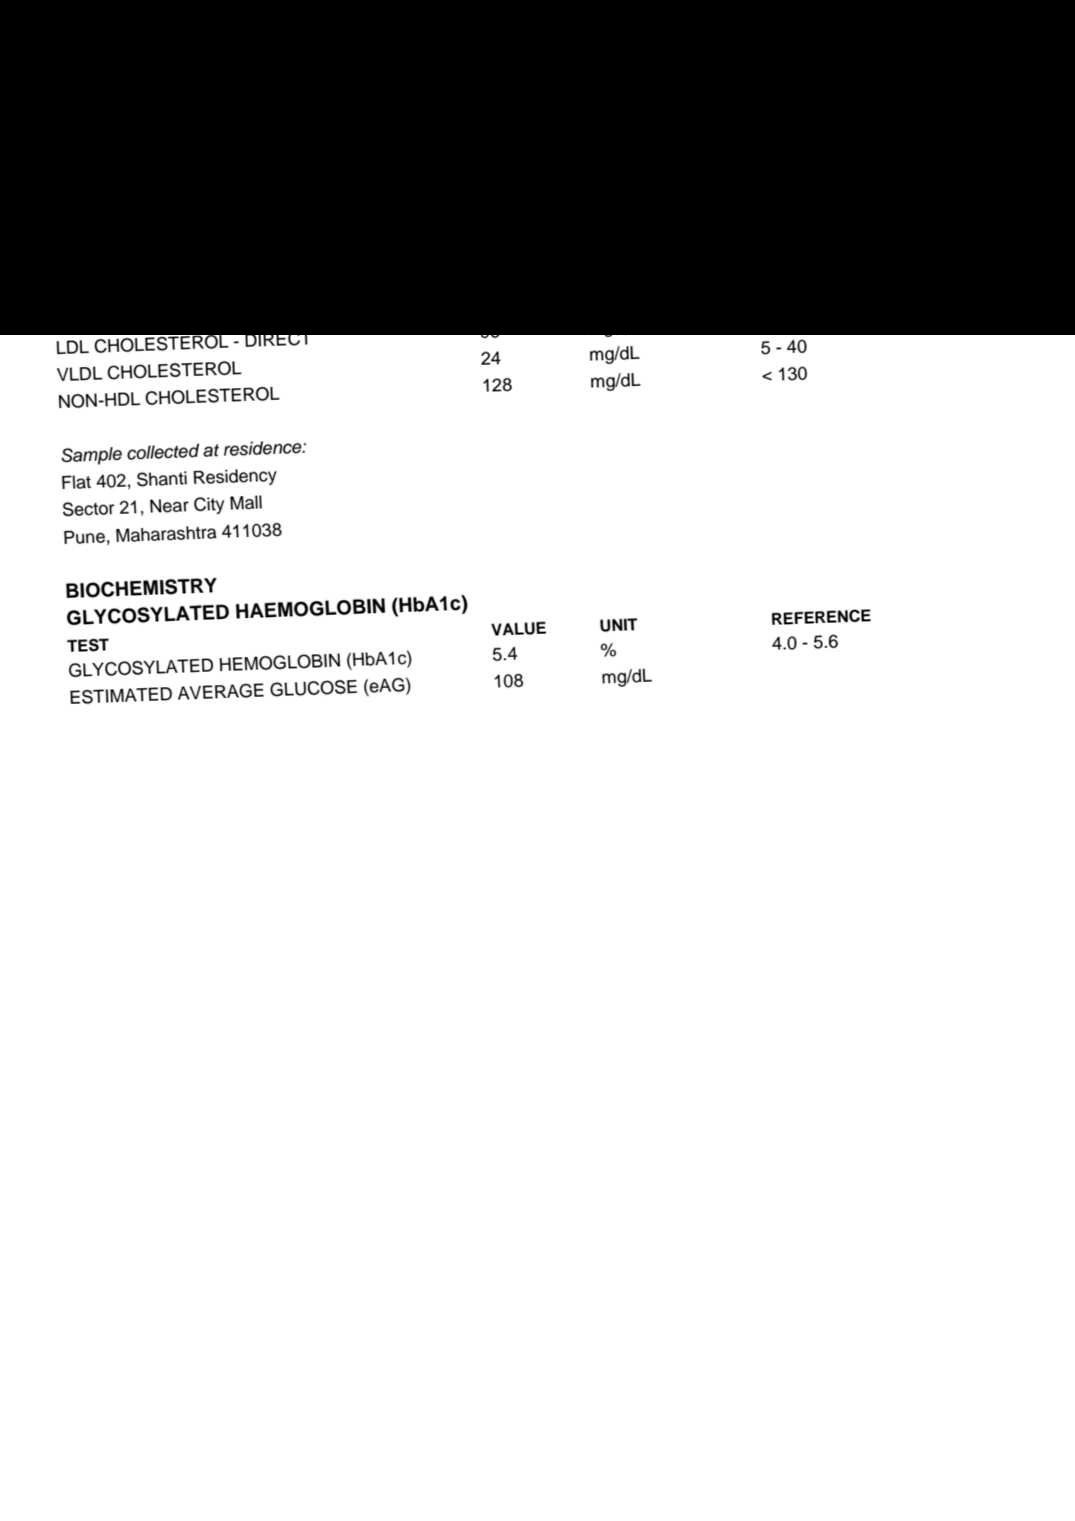 LDL CHOLESTEROL - DIRECT
VLDL CHOLESTEROL 24 mg/dL 5 - 40
NON-HDL CHOLESTEROL 128 mg/dL < 130
Sample collected at residence:
Flat 402, Shanti Residency
Sector 21, Near City Mall
Pune, Maharashtra 411038
BIOCHEMISTRY
GLYCOSYLATED HAEMOGLOBIN (HbA1c)
TEST VALUE UNIT REFERENCE
GLYCOSYLATED HEMOGLOBIN (HbA1c) 5.4 % 4.0 - 5.6
ESTIMATED AVERAGE GLUCOSE (eAG) 108 mg/dL